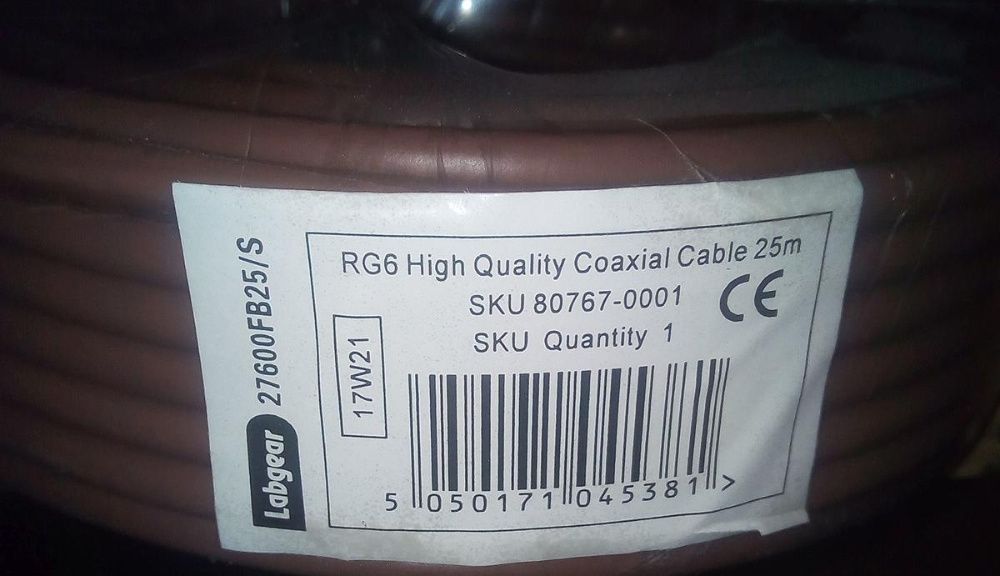 Labgear 27600FB25/S
RG6 High Quality Coaxial Cable 25m
SKU 80767-0001
CE
SKU Quantity 1
17W21
5 050171 045381 >